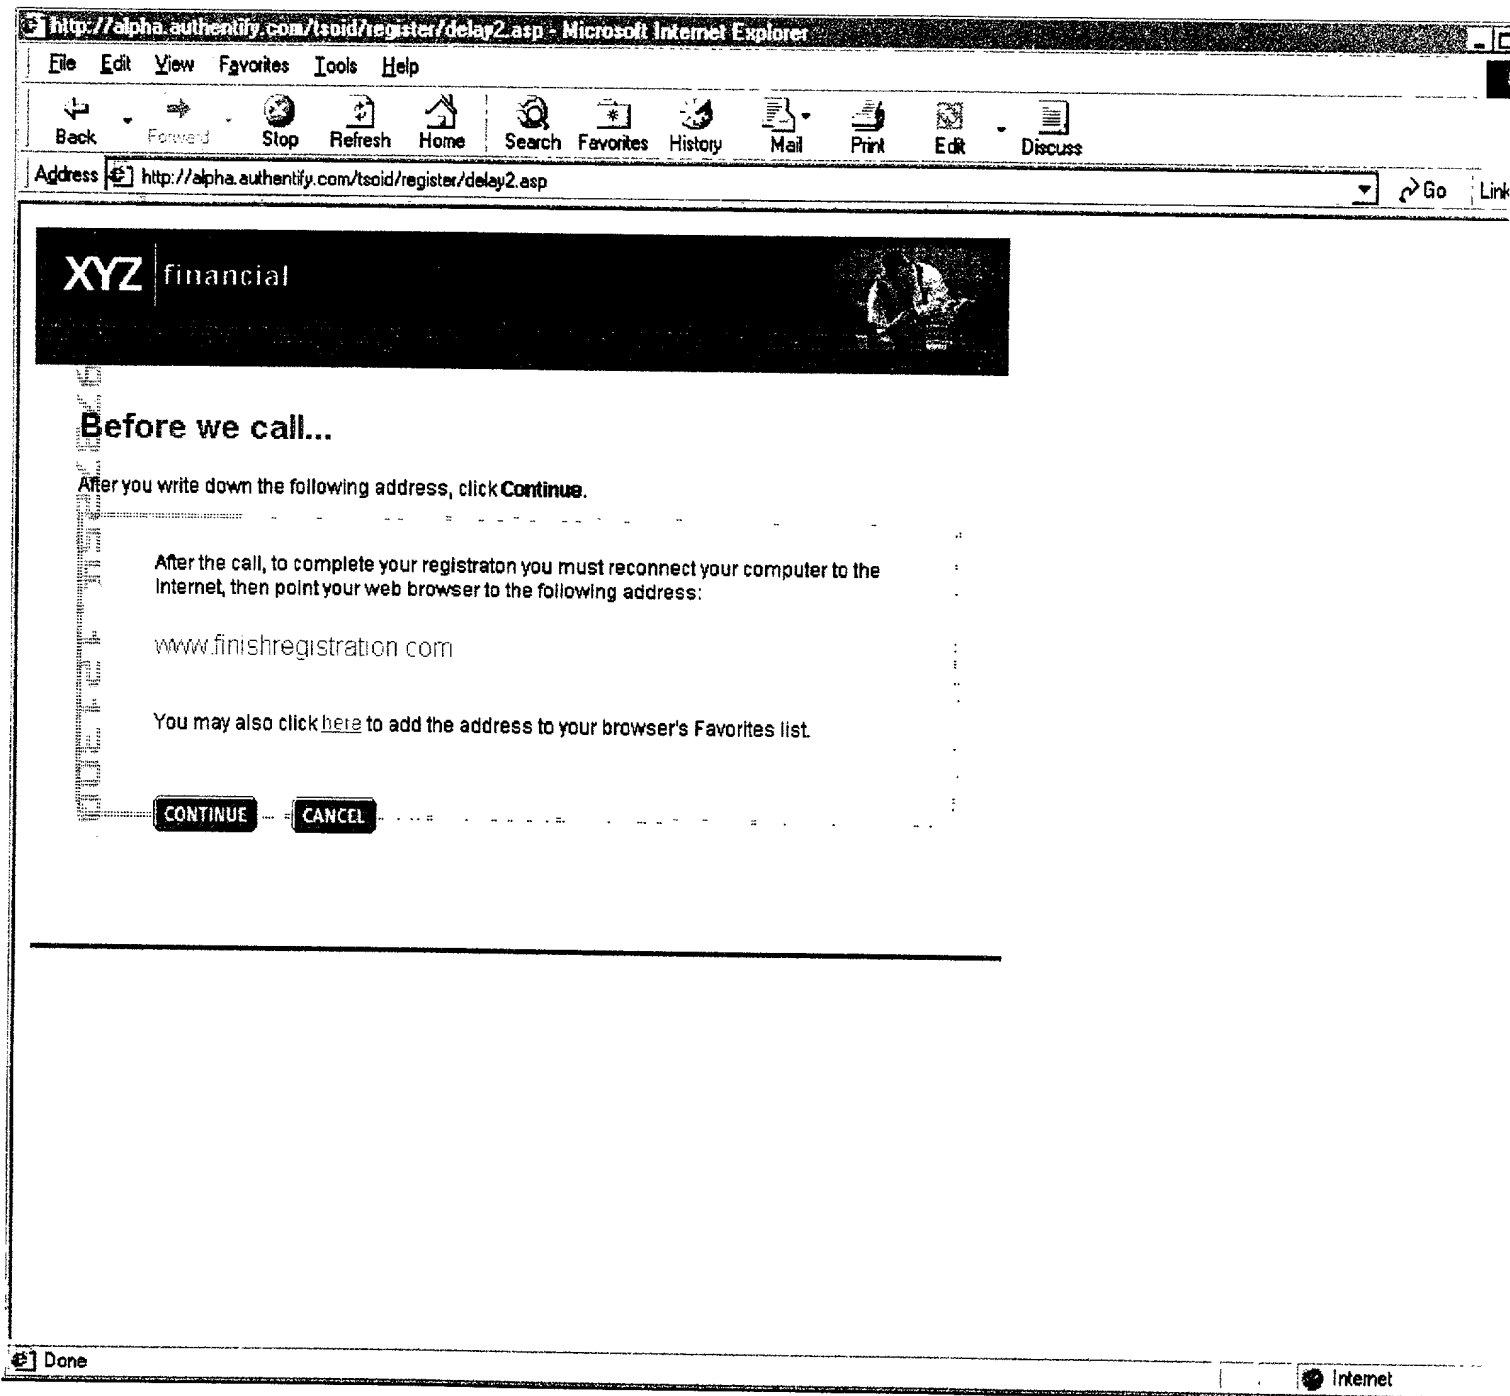 http://alpha.authentify.com/tsoid/register/delay2.asp - Microsoft Internet Explorer
File Edit View Favorites Tools Help
Back Forward Stop Refresh Home Search Favorites History Mail Print Edit Discuss
Address http://alpha.authentify.com/tsoid/register/delay2.asp Go Link
XYZ financial
Before we call...
After you write down the following address, click Continue.
After the call, to complete your registraton you must reconnect your computer to the
Internet, then point your web browser to the following address:
www.finishregistration.com
You may also click here to add the address to your browser's Favorites list.
CONTINUE CANCEL
Done Internet